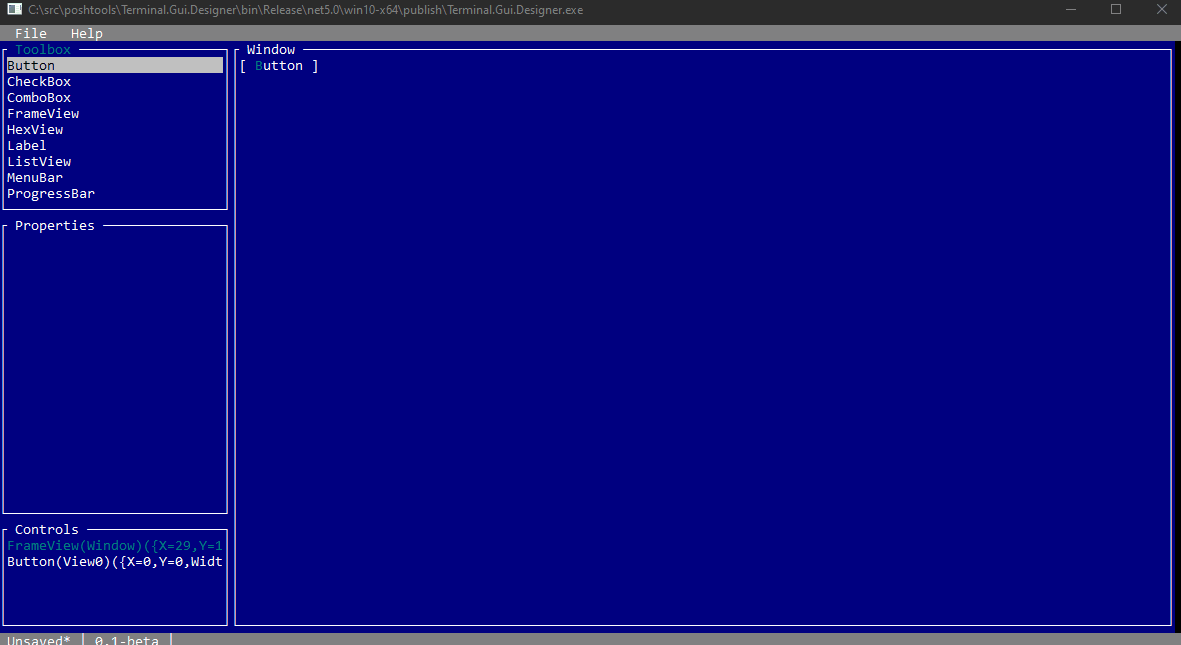 C:\src\poshtools\Terminal.Gui.Designer\bin\Release\net5.0\win10-x64\publish\Terminal.Gui.Designer.exe
File Help
Toolbox
Button
CheckBox
ComboBox
FrameView
HexView
Label
ListView
MenuBar
ProgressBar
Properties
Controls
FrameView(Window)({X=29,Y=1
Button(View0)({X=0,Y=0,Widt
Window
[ Button ]
Unsaved* | 0.1-beta |